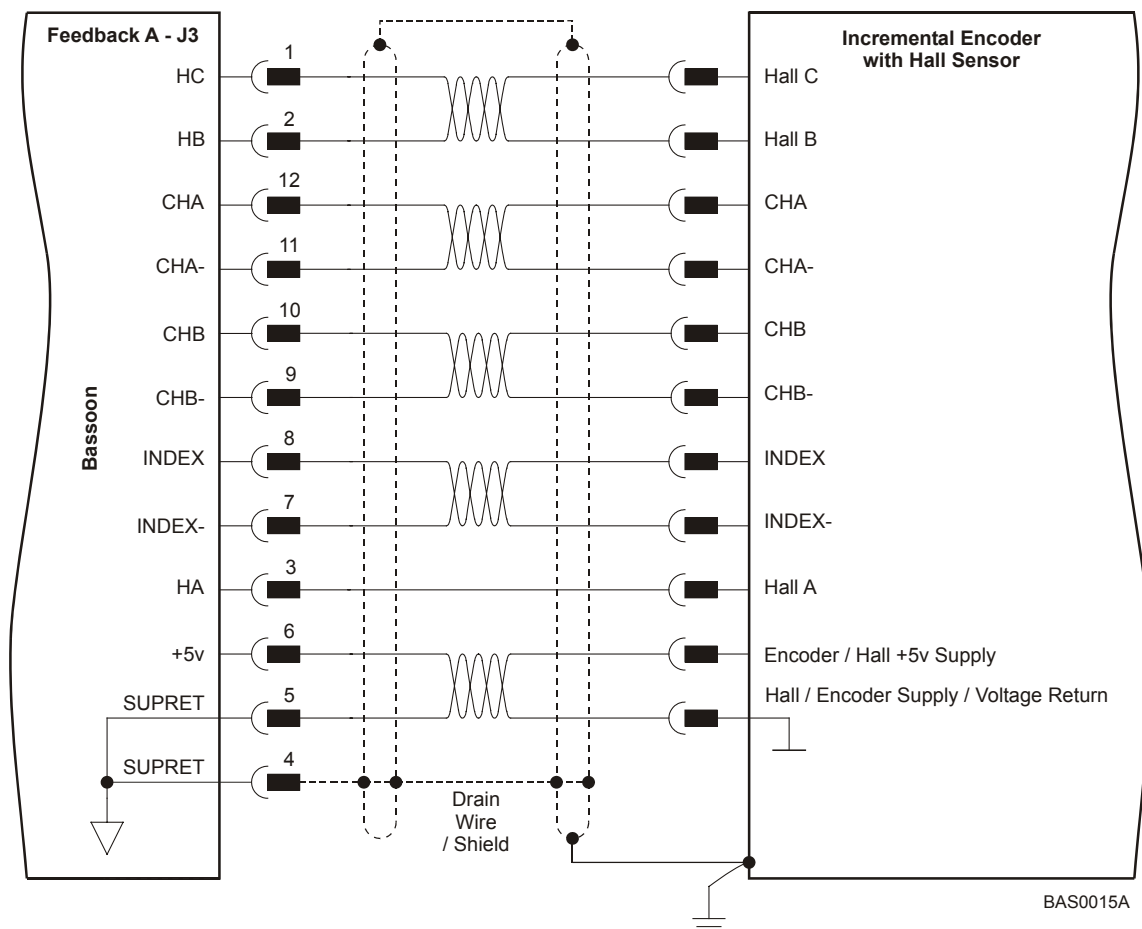 Feedback A - J3
Incremental Encoder
with Hall Sensor
HC
1
Hall C
HB
2
Hall B
CHA
12
CHA
CHA-
11
CHA-
CHB
10
CHB
CHB-
9
CHB-
Bassoon
INDEX
8
INDEX
INDEX-
7
INDEX-
HA
3
Hall A
+5v
6
Encoder / Hall +5v Supply
SUPRET
5
Hall / Encoder Supply / Voltage Return
SUPRET
4
Drain
Wire
/ Shield
BAS0015A